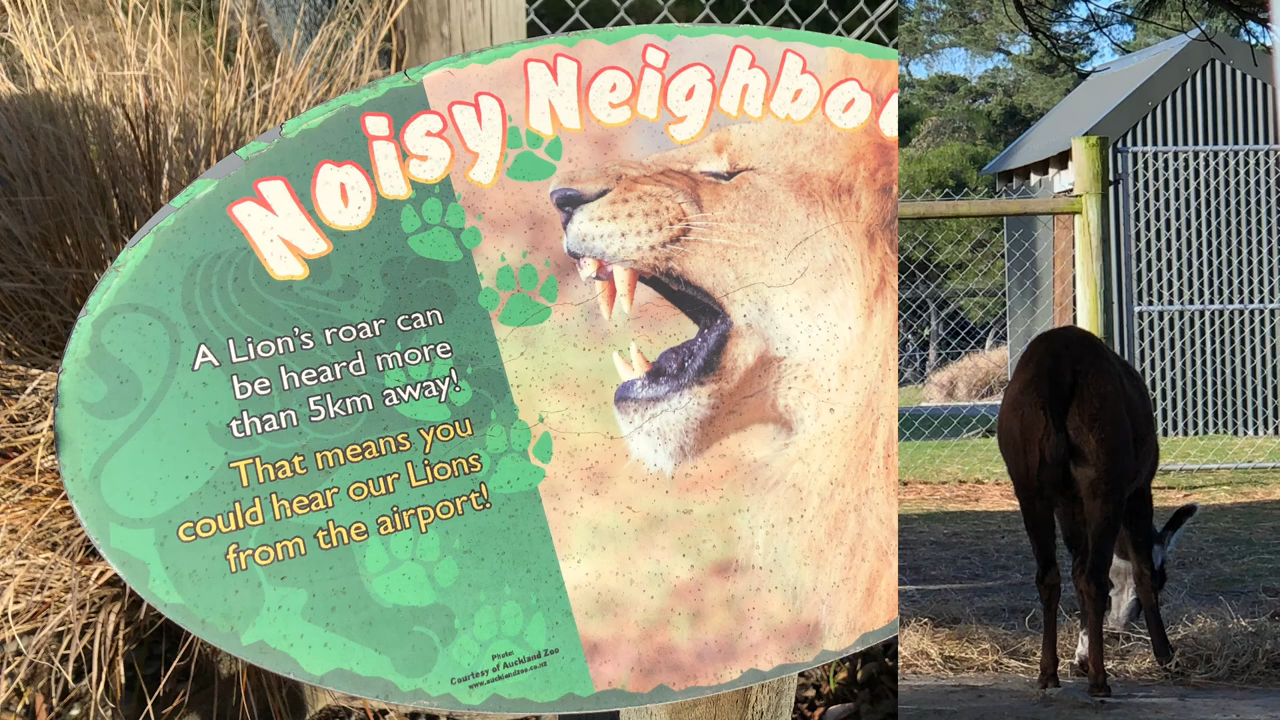 Noisy Neighbo
A Lion's roar can
be heard more
than 5km away!
That means you
could hear our Lions
from the airport!
Photo:
Courtesy of Auckland Zoo
www.aucklandzoo.co.nz